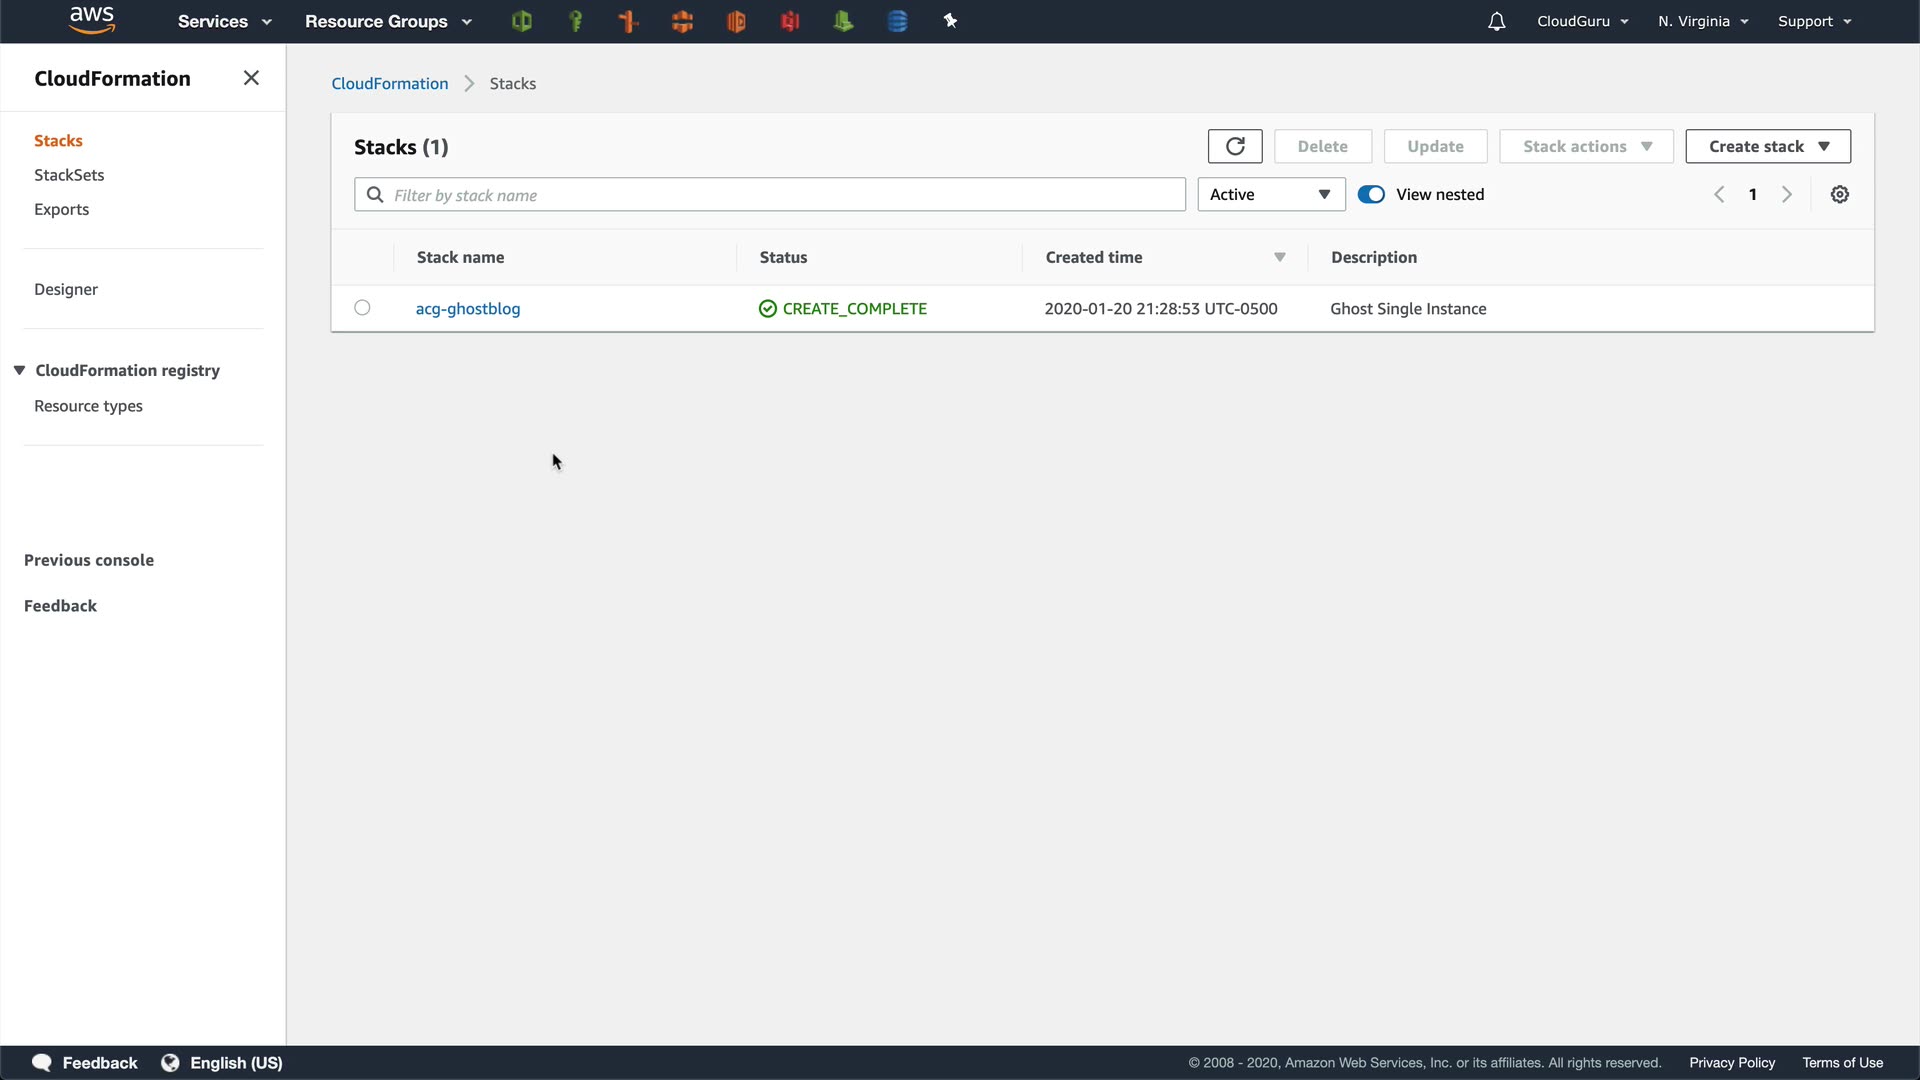 aws Services Resource Groups CloudGuru N. Virginia Support
CloudFormation
Stacks
StackSets
Exports
Designer
CloudFormation registry
Resource types
Previous console
Feedback
CloudFormation Stacks
Stacks (1) Delete Update Stack actions Create stack
Filter by stack name Active View nested 1
Stack name Status Created time Description
acg-ghostblog CREATE_COMPLETE 2020-01-20 21:28:53 UTC-0500 Ghost Single Instance
Feedback English (US) © 2008 - 2020, Amazon Web Services, Inc. or its affiliates. All rights reserved. Privacy Policy Terms of Use